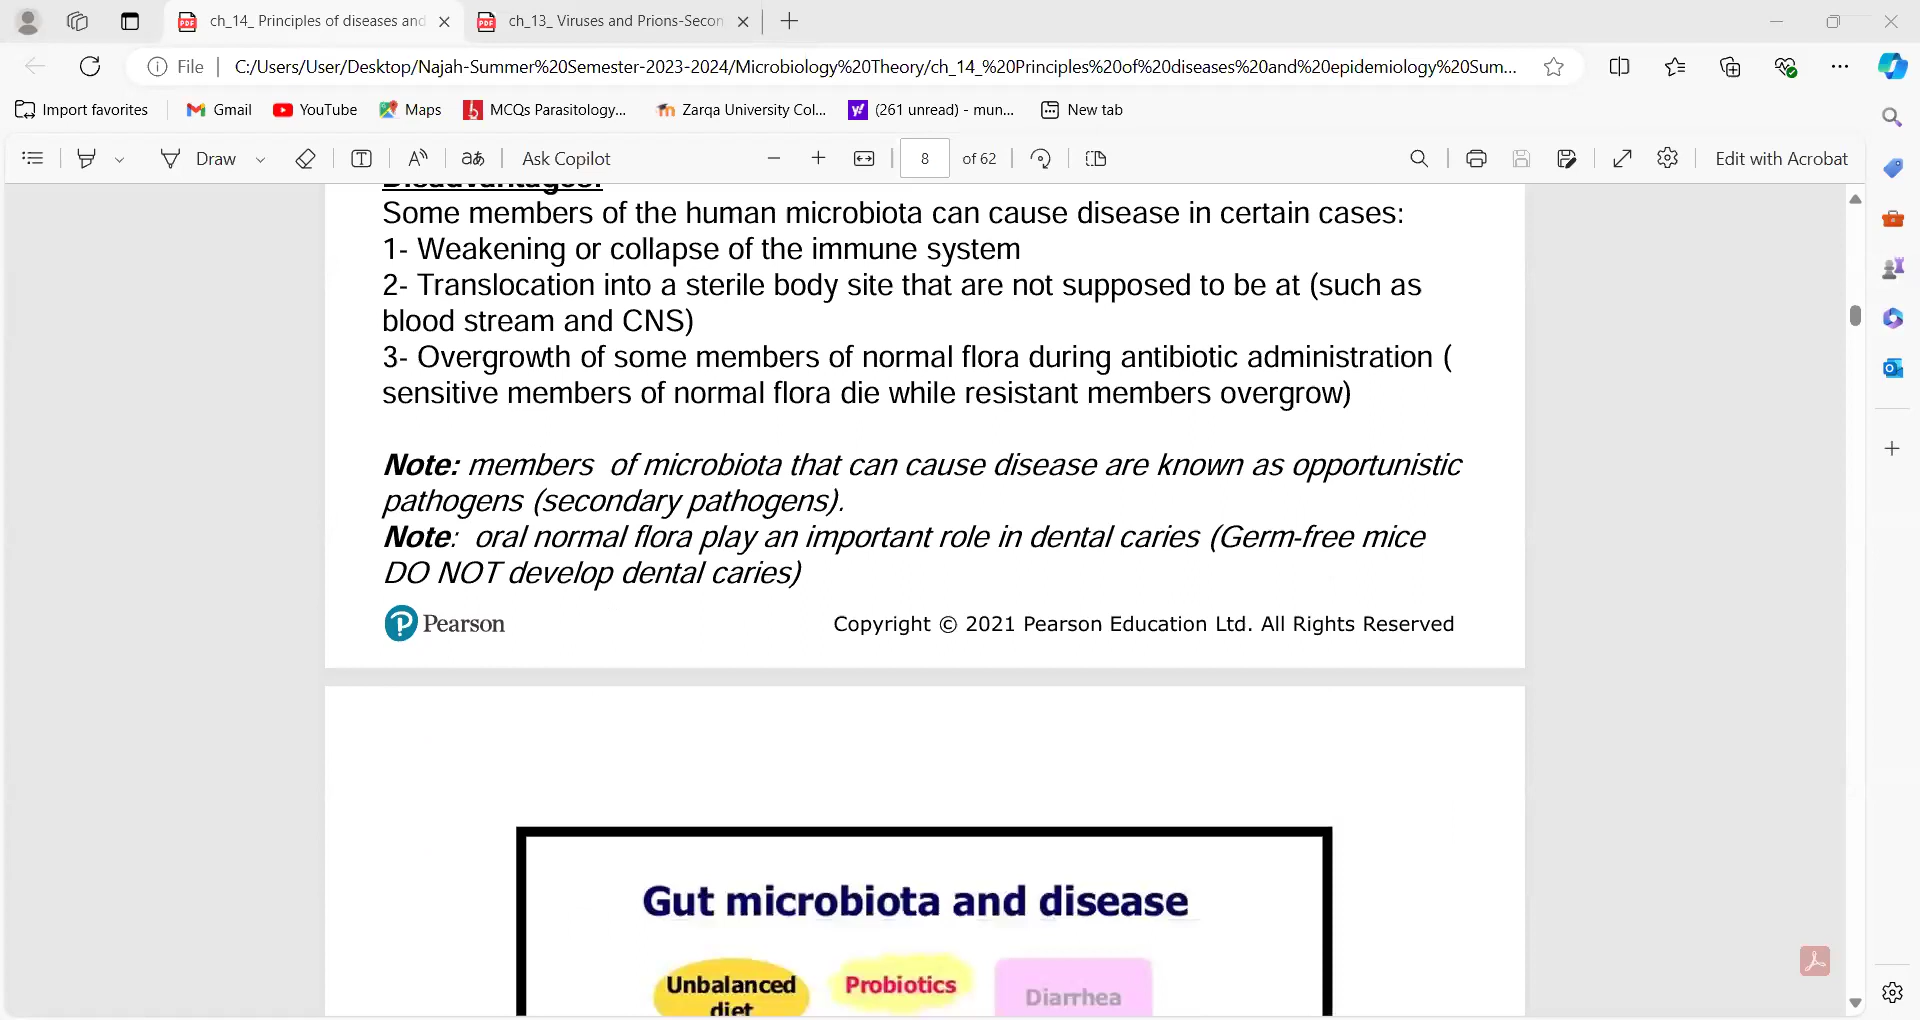 ch_14_ Principles of diseases and
ch_13_ Viruses and Prions-Secon
File
C:/Users/User/Desktop/Najah-Summer%20Semester-2023-2024/Microbiology%20Theory/ch_14_%20Principles%20of%20diseases%20and%20epidemiology%20Sum...
Import favorites
Gmail
YouTube
Maps
MCQs Parasitology...
Zarqa University Col...
(261 unread) - mun...
New tab
Draw
Ask Copilot
8 of 62
Edit with Acrobat
Disadvantages:
Some members of the human microbiota can cause disease in certain cases:
1- Weakening or collapse of the immune system
2- Translocation into a sterile body site that are not supposed to be at (such as
blood stream and CNS)
3- Overgrowth of some members of normal flora during antibiotic administration (
sensitive members of normal flora die while resistant members overgrow)
Note: members of microbiota that can cause disease are known as opportunistic
pathogens (secondary pathogens).
Note: oral normal flora play an important role in dental caries (Germ-free mice
DO NOT develop dental caries)
Pearson
Copyright © 2021 Pearson Education Ltd. All Rights Reserved
Gut microbiota and disease
Unbalanced
diet
Probiotics
Diarrhea